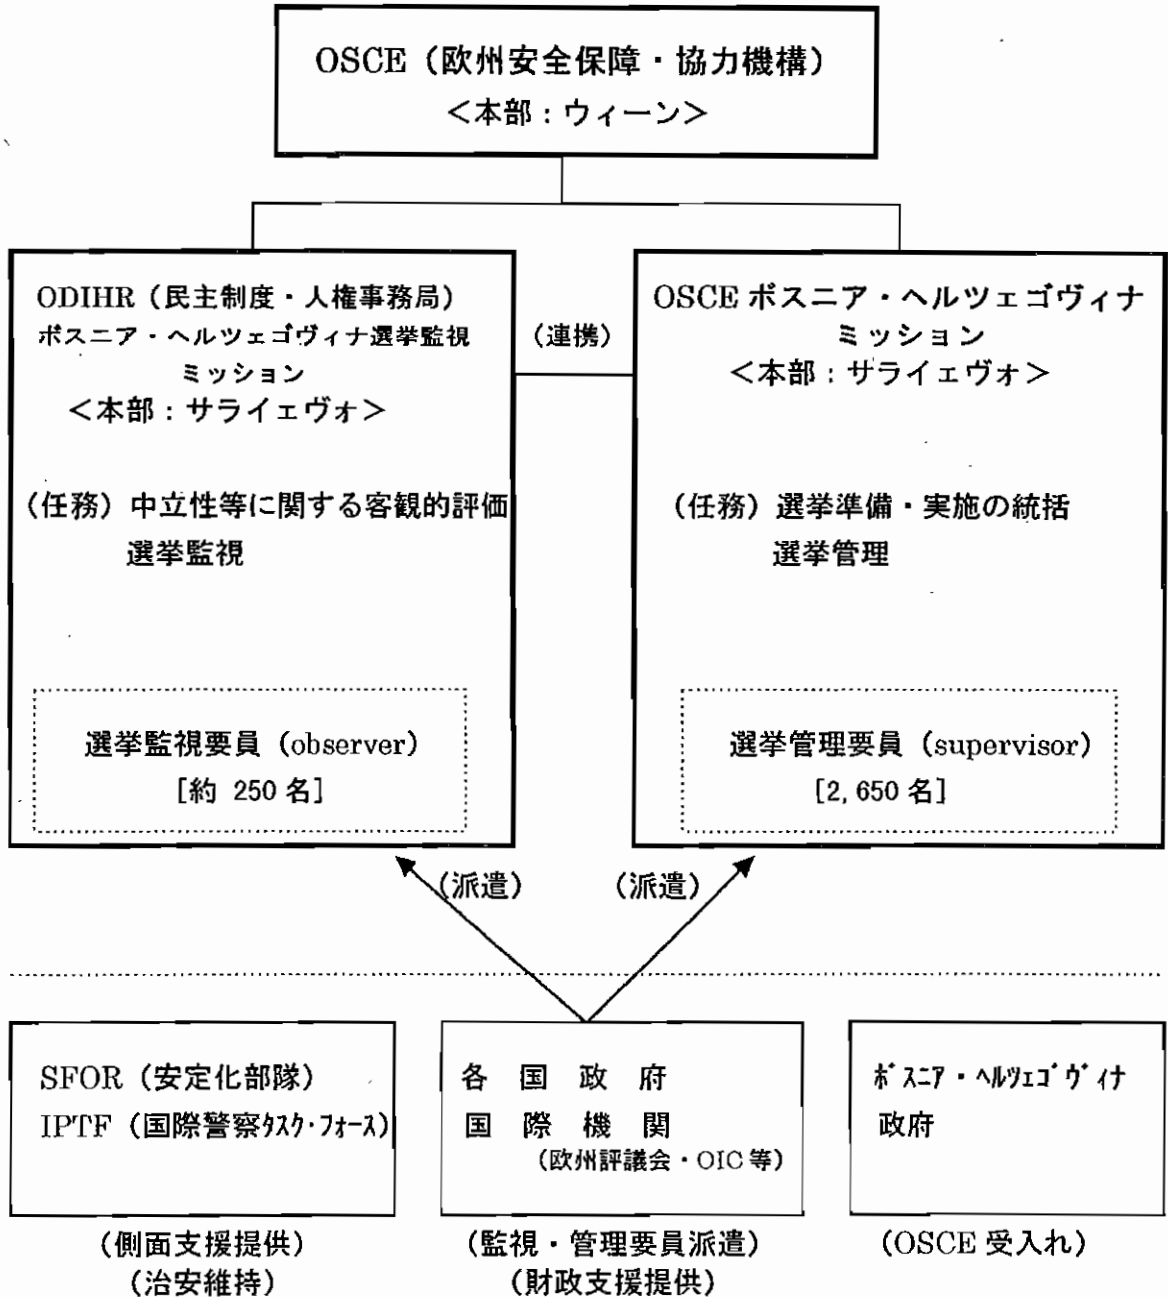 OSCE（欧州安全保障・協力機構）
＜本部：ウィーン＞
ODIHR（民主制度・人権事務局）
ボスニア・ヘルツェゴヴィナ選挙監視
ミッション
＜本部：サライェヴォ＞
（任務）中立性等に関する客観的評価
選挙監視
選挙監視要員（observer）
[約 250 名]
（連携）
OSCE ボスニア・ヘルツェゴヴィナ
ミッション
＜本部：サライェヴォ＞
（任務）選挙準備・実施の統括
選挙管理
選挙管理要員（supervisor）
[2,650 名]
（派遣）
（派遣）
SFOR（安定化部隊）
IPTF（国際警察ﾀｽｸ・ﾌｫｰｽ）
（側面支援提供）
（治安維持）
各国政府
国際機関
（欧州評議会・OIC 等）
（監視・管理要員派遣）
（財政支援提供）
ﾎﾞｽﾆｱ・ﾍﾙﾂｪｺﾞｳﾞｨﾅ
政府
（OSCE 受入れ）